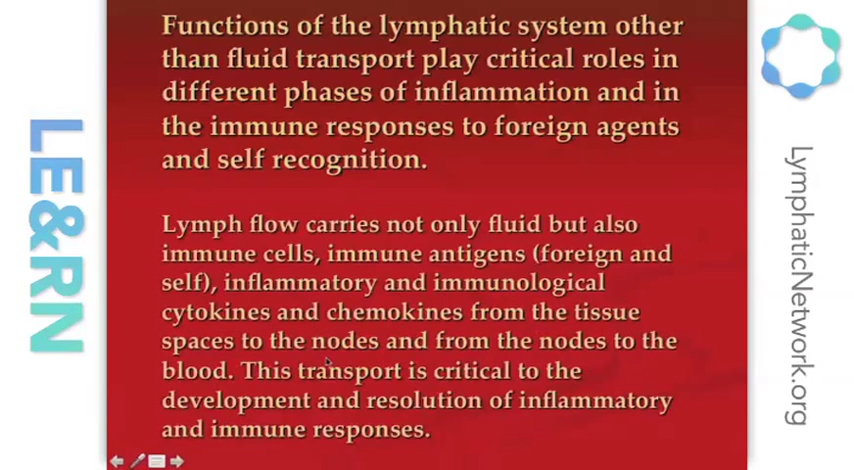 Functions of the lymphatic system other
than fluid transport play critical roles in
different phases of inflammation and in
the immune responses to foreign agents
and self recognition.
Lymph flow carries not only fluid but also
immune cells, immune antigens (foreign and
self), inflammatory and immunological
cytokines and chemokines from the tissue
spaces to the nodes and from the nodes to the
blood. This transport is critical to the
development and resolution of inflammatory
and immune responses.
LE&RN
LymphaticNetwork.org